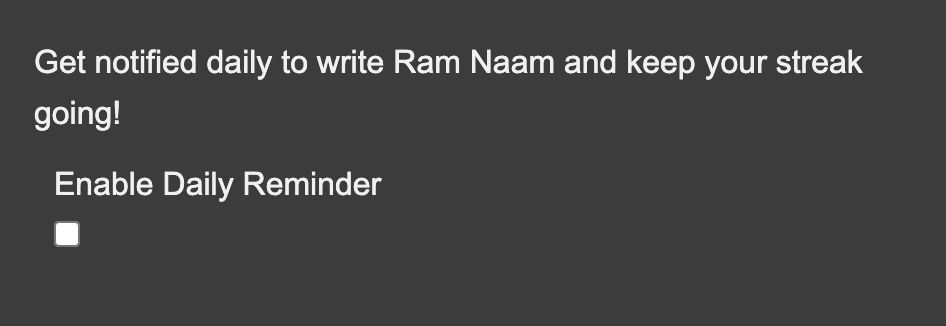 Get notified daily to write Ram Naam and keep your streak
going!
Enable Daily Reminder